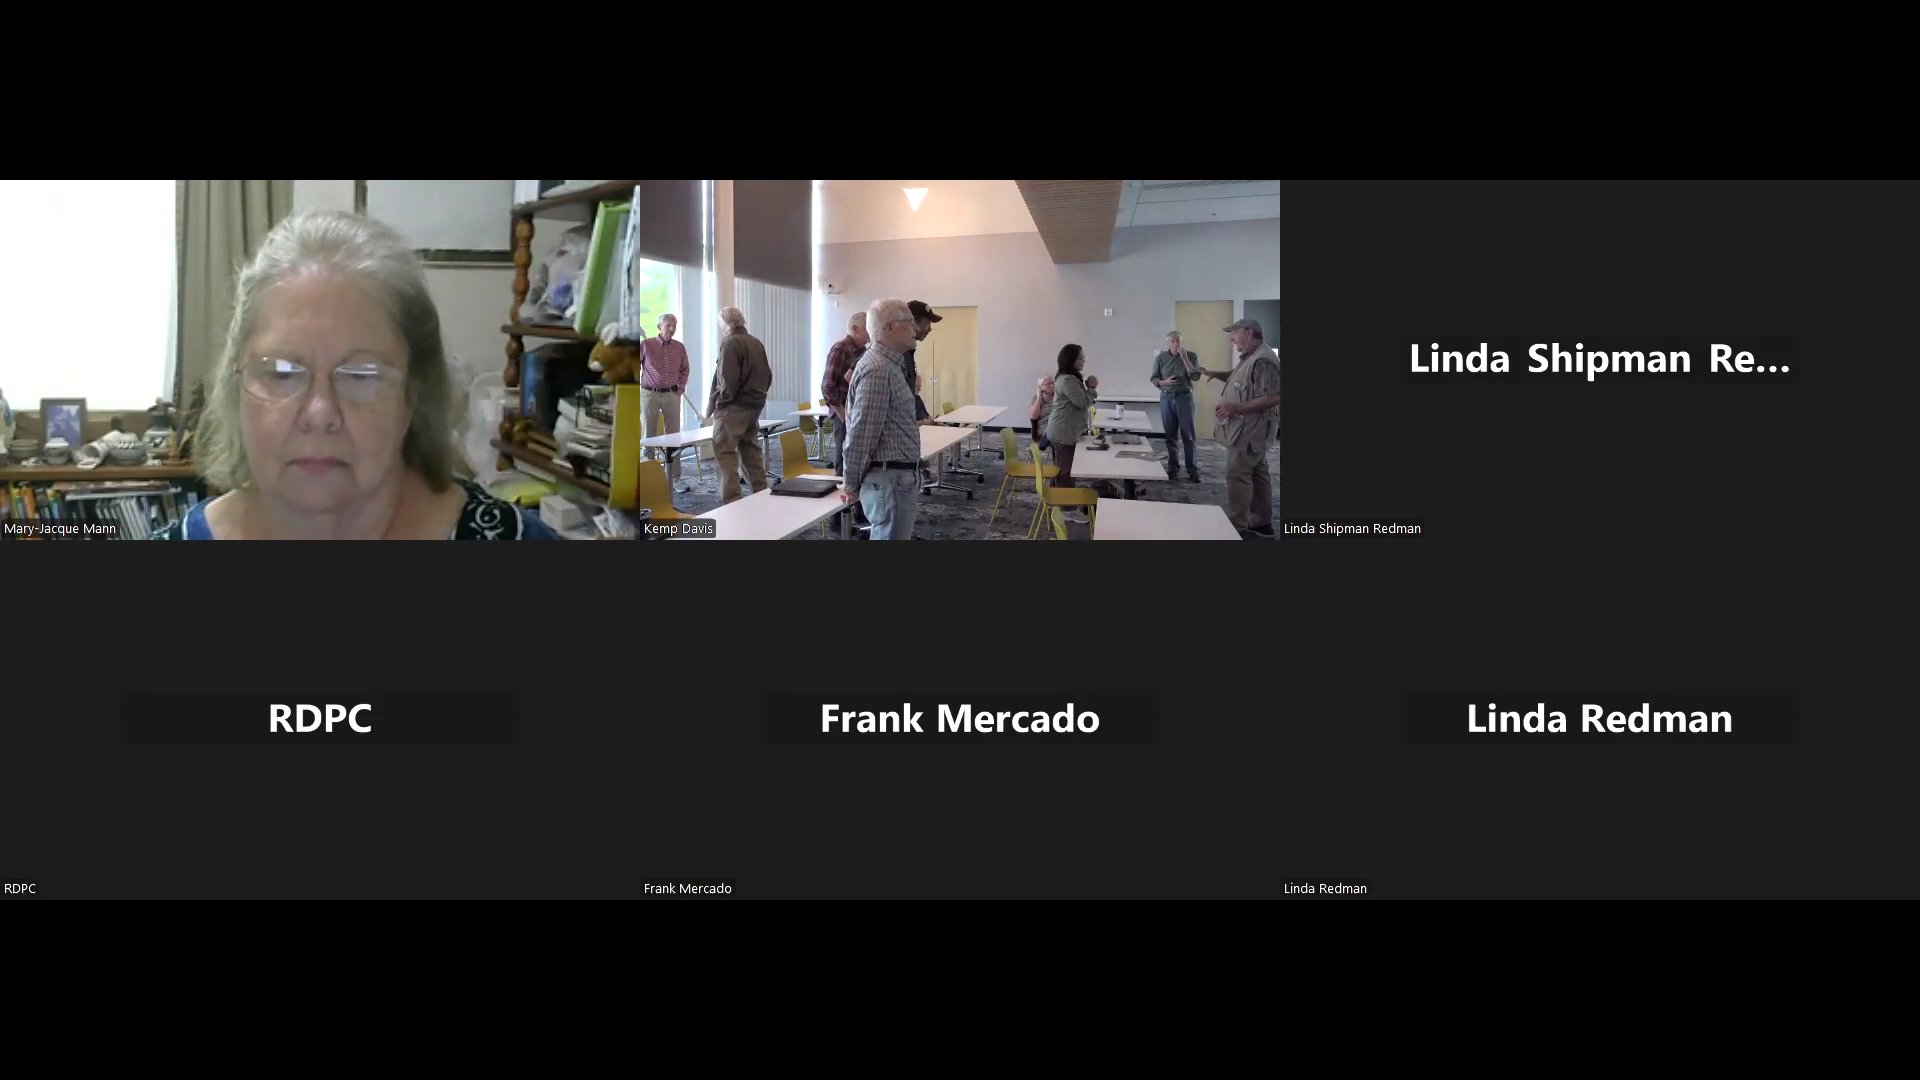 Linda Shipman Re...
Mary-Jacque Mann
Kemp Davis
Linda Shipman Redman
RDPC
Frank Mercado
Linda Redman
RDPC
Frank Mercado
Linda Redman